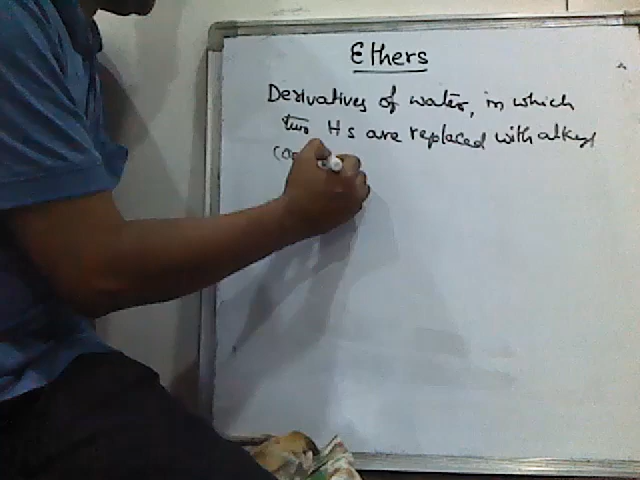 Ethers
Derivatives of water, in which
two Hs are replaced with alkyl